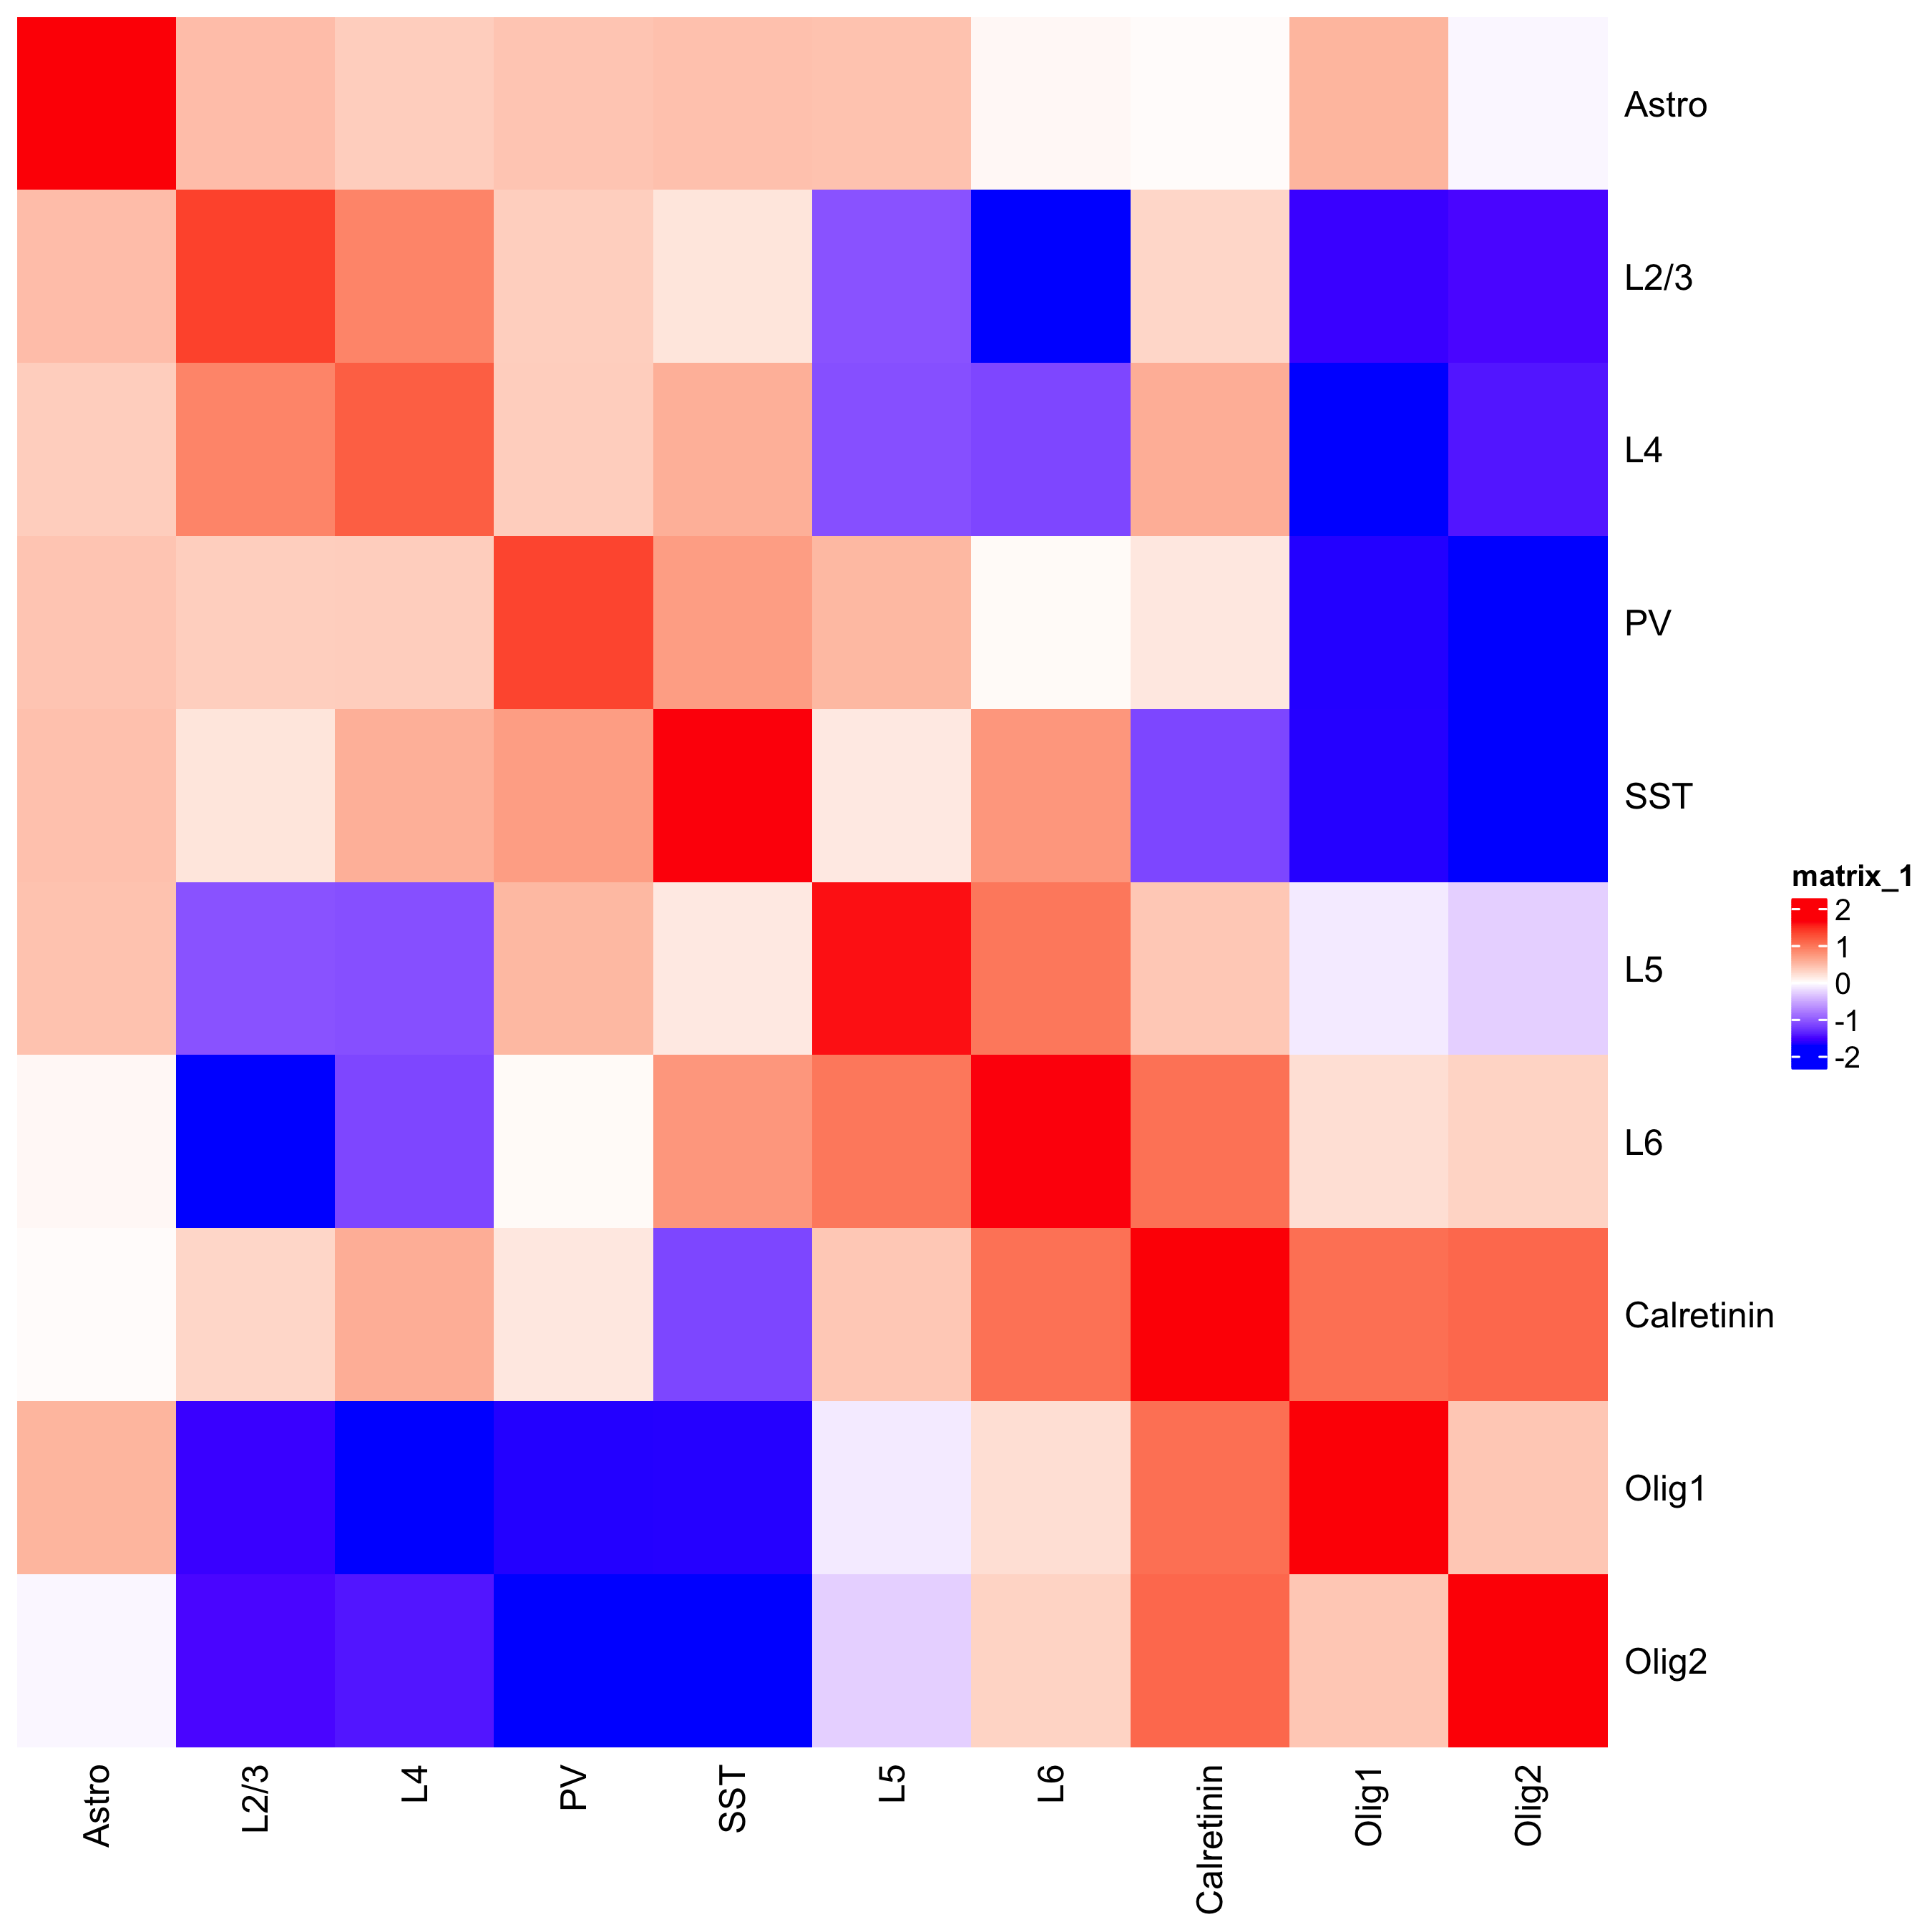 Astro
L2/3
L4
PV
SST
L5
L6
Calretinin
Olig1
Olig2
matrix_1
2
1
0
-1
-2
Astro
L2/3
L4
PV
SST
L5
L6
Calretinin
Olig1
Olig2